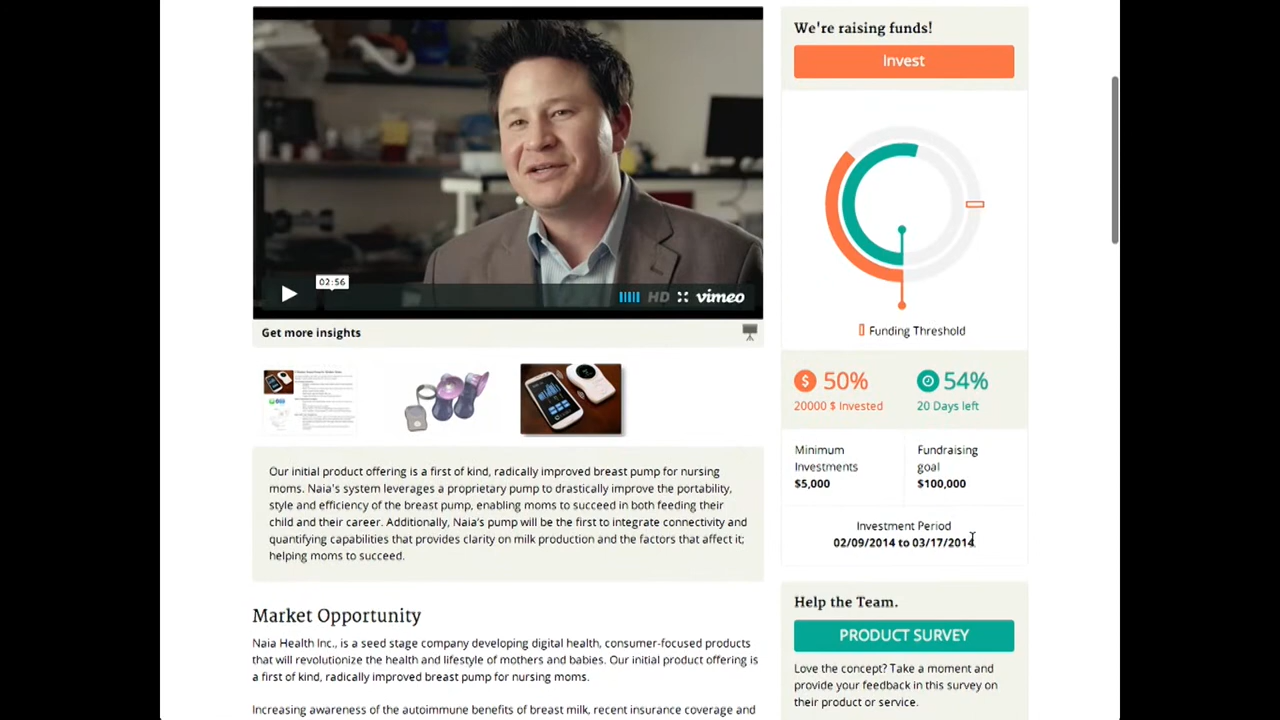 We're raising funds!
Invest
02:56
HD
vimeo
Get more insights
Funding Threshold
$ 50%
20000 $ Invested
54%
20 Days left
Minimum
Investments
$5,000
Fundraising
goal
$100,000
Investment Period
02/09/2014 to 03/17/2014
Our initial product offering is a first of kind, radically improved breast pump for nursing
moms. Naia's system leverages a proprietary pump to drastically improve the portability,
style and efficiency of the breast pump, enabling moms to succeed in both feeding their
child and their career. Additionally, Naia's pump will be the first to integrate connectivity and
quantifying capabilities that provides clarity on milk production and the factors that affect it;
helping moms to succeed.
Market Opportunity
Naia Health Inc., is a seed stage company developing digital health, consumer-focused products
that will revolutionize the health and lifestyle of mothers and babies. Our initial product offering is
a first of kind, radically improved breast pump for nursing moms.
Increasing awareness of the autoimmune benefits of breast milk, recent insurance coverage and
Help the Team.
PRODUCT SURVEY
Love the concept? Take a moment and
provide your feedback in this survey on
their product or service.